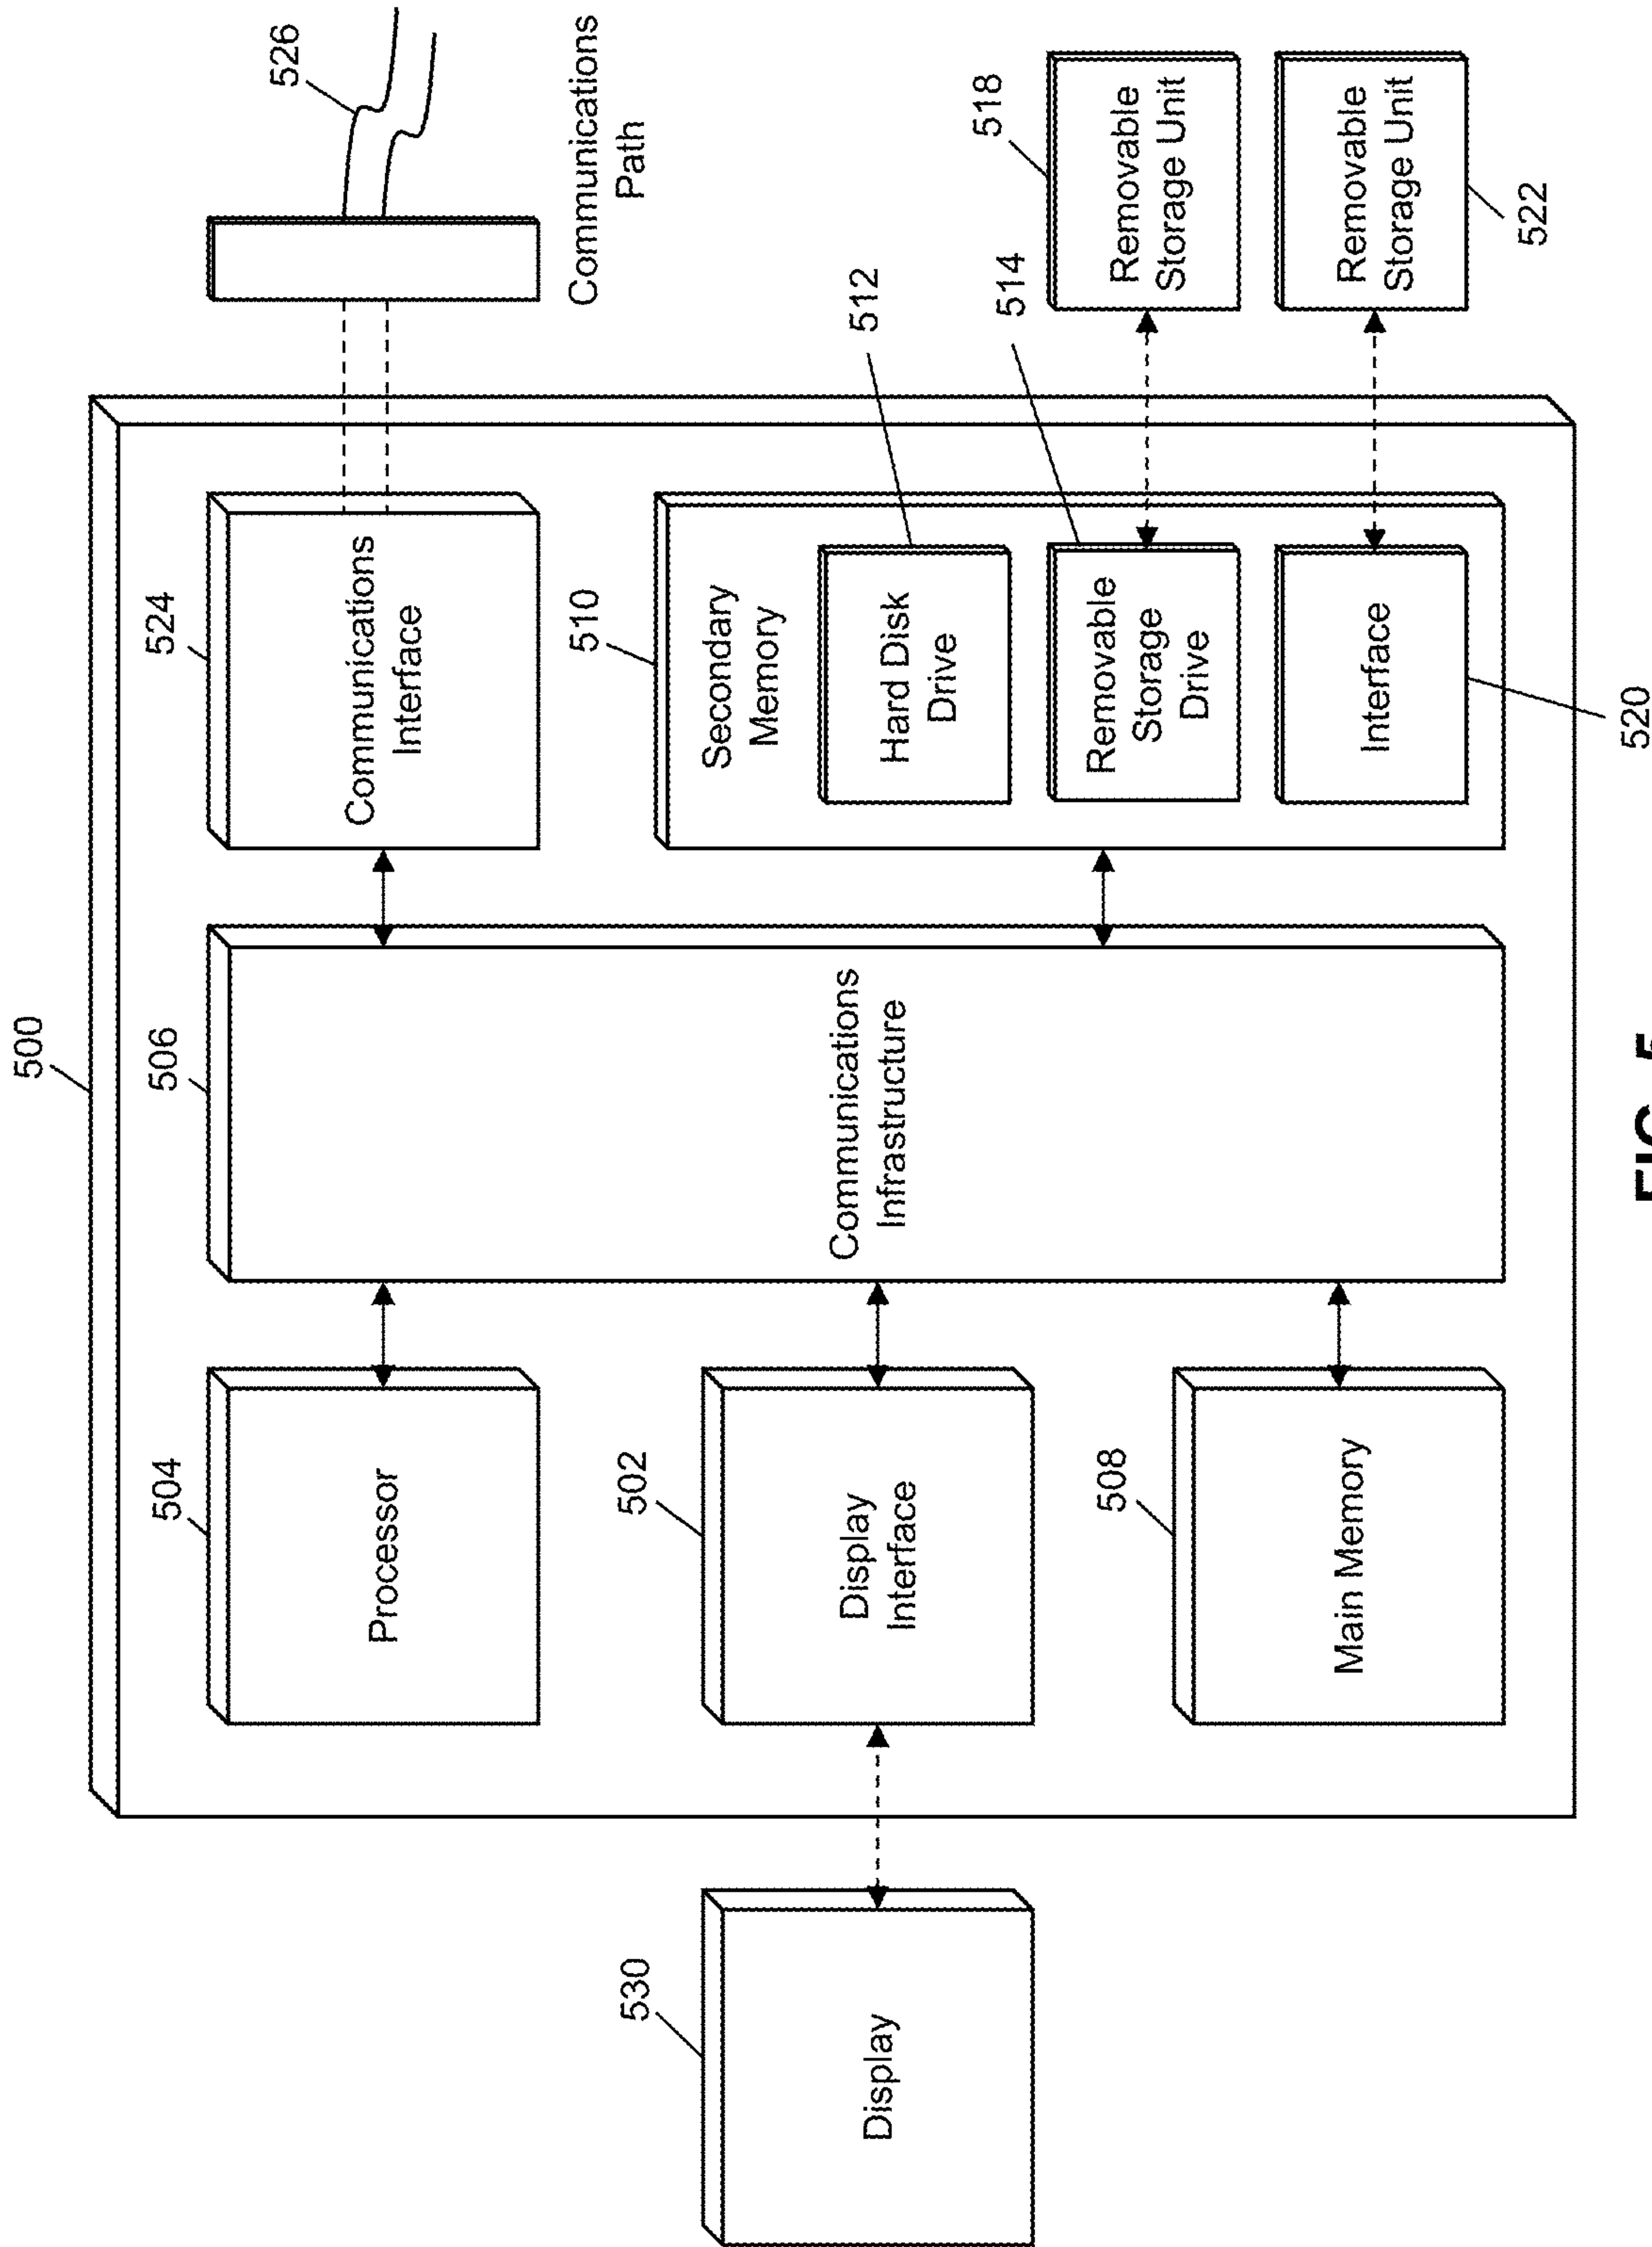 500
504
Processor
506
Communications
Infrastructure
524
Communications
Interface
526
Communications
Path
530
Display
502
Display
Interface
510
Secondary
Memory
512
Hard Disk
Drive
514
Removable
Storage
Drive
518
Removable
Storage Unit
508
Main Memory
Interface
520
Removable
Storage Unit
522
FIG. 5